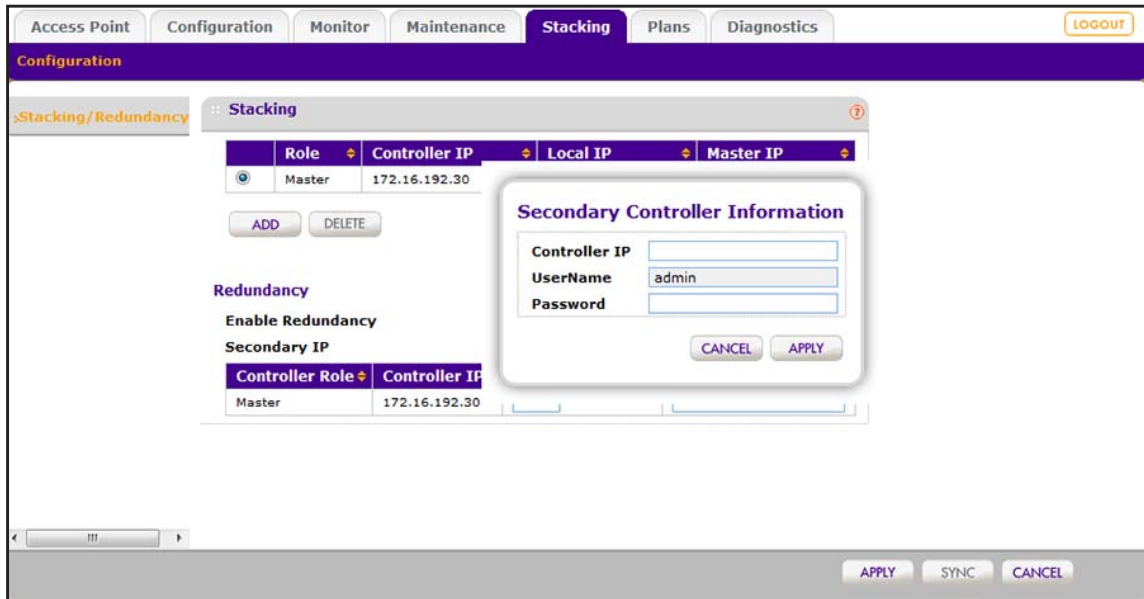 Access Point Configuration Monitor Maintenance Stacking Plans Diagnostics LOGOUT
Configuration
Stacking/Redundancy
Stacking ?
Role Controller IP Local IP Master IP
Master 172.16.192.30
ADD DELETE
Secondary Controller Information
Controller IP
UserName admin
Password
CANCEL APPLY
Redundancy
Enable Redundancy
Secondary IP
Controller Role Controller IP
Master 172.16.192.30
APPLY SYNC CANCEL